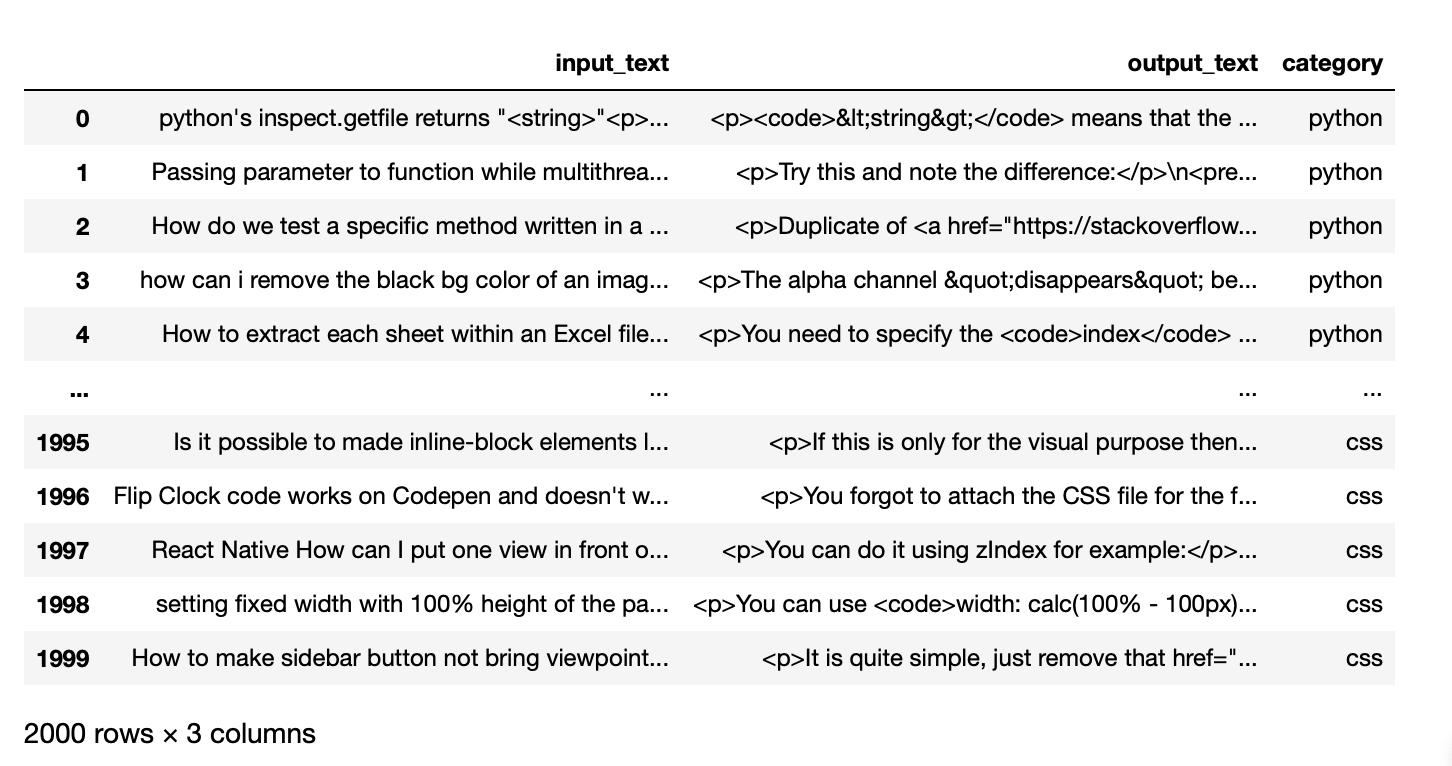 input_text output_text category
0 python's inspect.getfile returns "<string>"<p>... <p><code>&lt;string&gt;</code> means that the ... python
1 Passing parameter to function while multithrea... <p>Try this and note the difference:</p>\n<pre... python
2 How do we test a specific method written in a ... <p>Duplicate of <a href="https://stackoverflow... python
3 how can i remove the black bg color of an imag... <p>The alpha channel &quot;disappears&quot; be... python
4 How to extract each sheet within an Excel file... <p>You need to specify the <code>index</code> ... python
... ... ... ...
1995 Is it possible to made inline-block elements l... <p>If this is only for the visual purpose then... css
1996 Flip Clock code works on Codepen and doesn't w... <p>You forgot to attach the CSS file for the f... css
1997 React Native How can I put one view in front o... <p>You can do it using zIndex for example:</p>... css
1998 setting fixed width with 100% height of the pa... <p>You can use <code>width: calc(100% - 100px)... css
1999 How to make sidebar button not bring viewpoint... <p>It is quite simple, just remove that href="... css
2000 rows × 3 columns